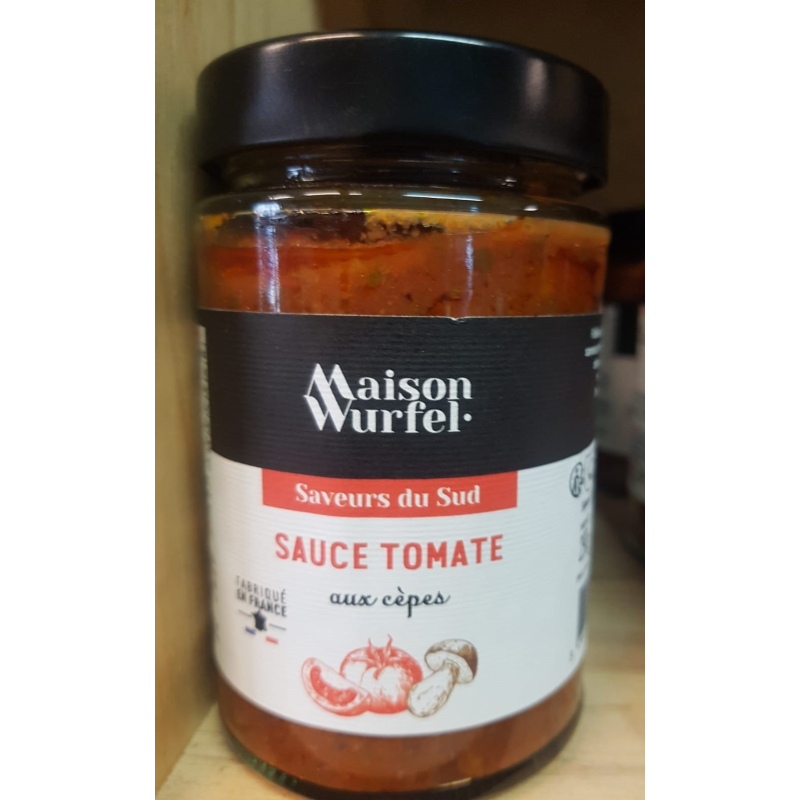 Maison
Wurfel.
Saveurs du Sud
SAUCE TOMATE
aux cèpes
FABRIQUÉ
EN FRANCE